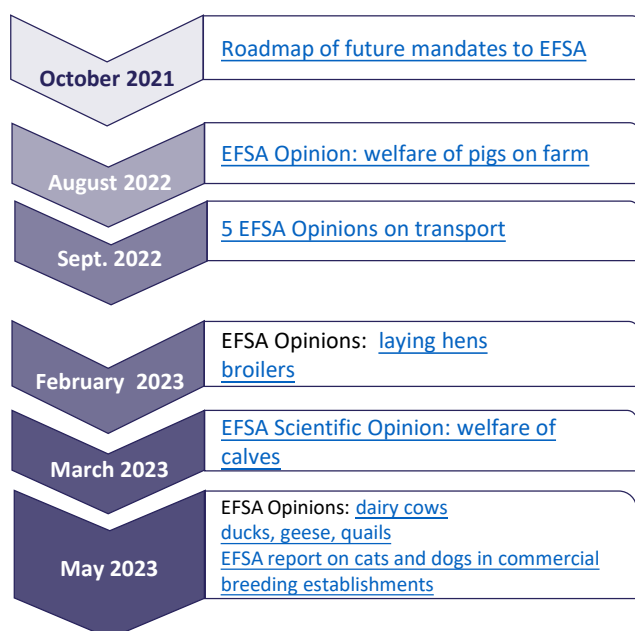 October 2021
Roadmap of future mandates to EFSA
August 2022
EFSA Opinion: welfare of pigs on farm
Sept. 2022
5 EFSA Opinions on transport
February 2023
EFSA Opinions: laying hens
broilers
March 2023
EFSA Scientific Opinion: welfare of
calves
May 2023
EFSA Opinions: dairy cows
ducks, geese, quails
EFSA report on cats and dogs in commercial
breeding establishments